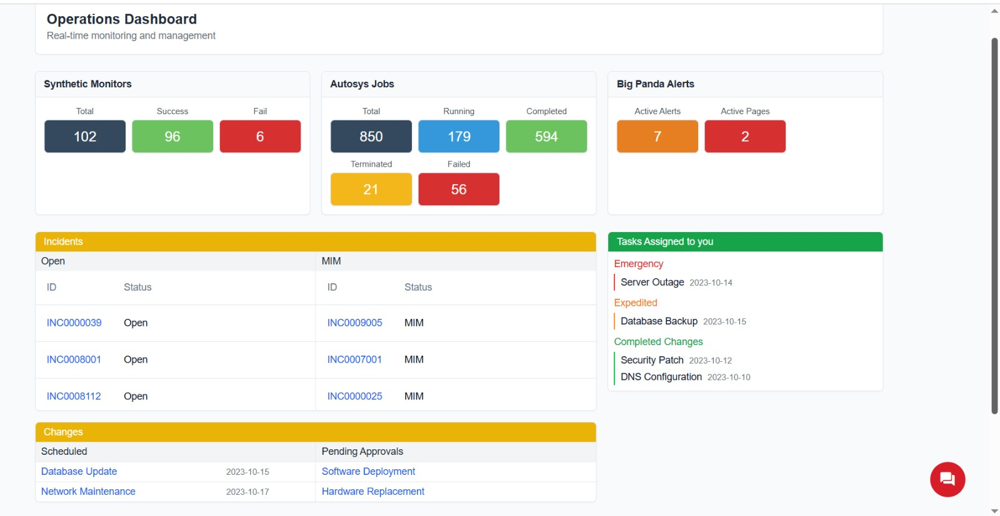 Operations Dashboard
Real-time monitoring and management
Synthetic Monitors
Total Success Fail
102 96 6
Autosys Jobs
Total Running Completed
850 179 594
Terminated Failed
21 56
Big Panda Alerts
Active Alerts Active Pages
7 2
Incidents
Open
ID Status
INC0000039 Open
INC0008001 Open
INC0008112 Open
MIM
ID Status
INC0009005 MIM
INC0007001 MIM
INC0000025 MIM
Tasks Assigned to you
Emergency
Server Outage 2023-10-14
Expedited
Database Backup 2023-10-15
Completed Changes
Security Patch 2023-10-12
DNS Configuration 2023-10-10
Changes
Scheduled
Database Update 2023-10-15
Network Maintenance 2023-10-17
Pending Approvals
Software Deployment
Hardware Replacement